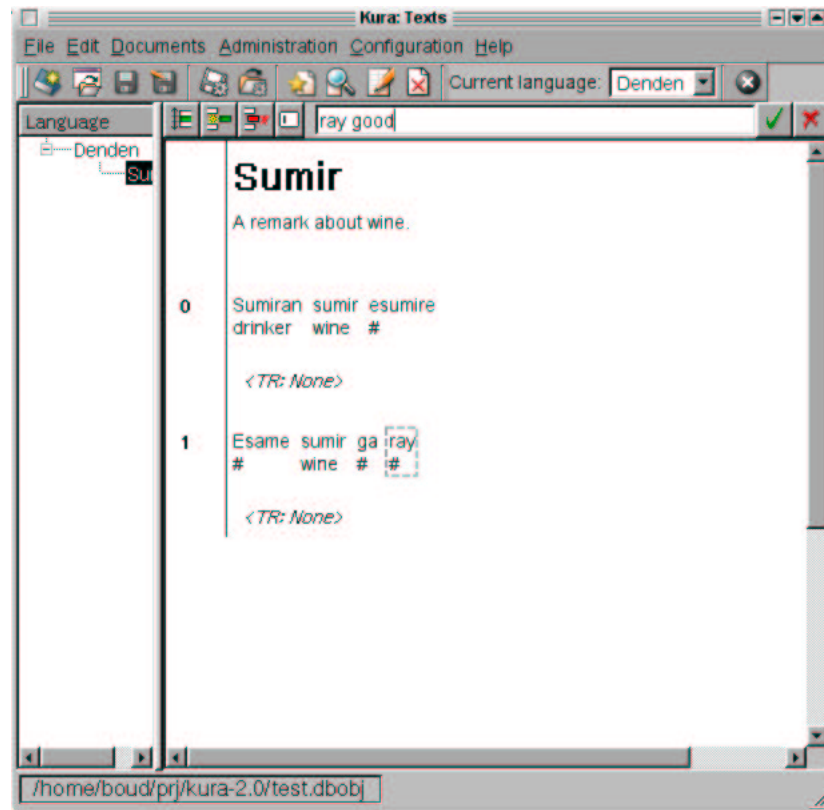 Kura: Texts
File Edit Documents Administration Configuration Help
Current language: Denden
Language
ray good
Denden
Su
Sumir
A remark about wine.
0
Sumiran sumir esumire
drinker wine #
<TR: None>
1
Esame sumir ga ray
# wine # #
<TR: None>
/home/boud/prj/kura-2.0/test.dbobj